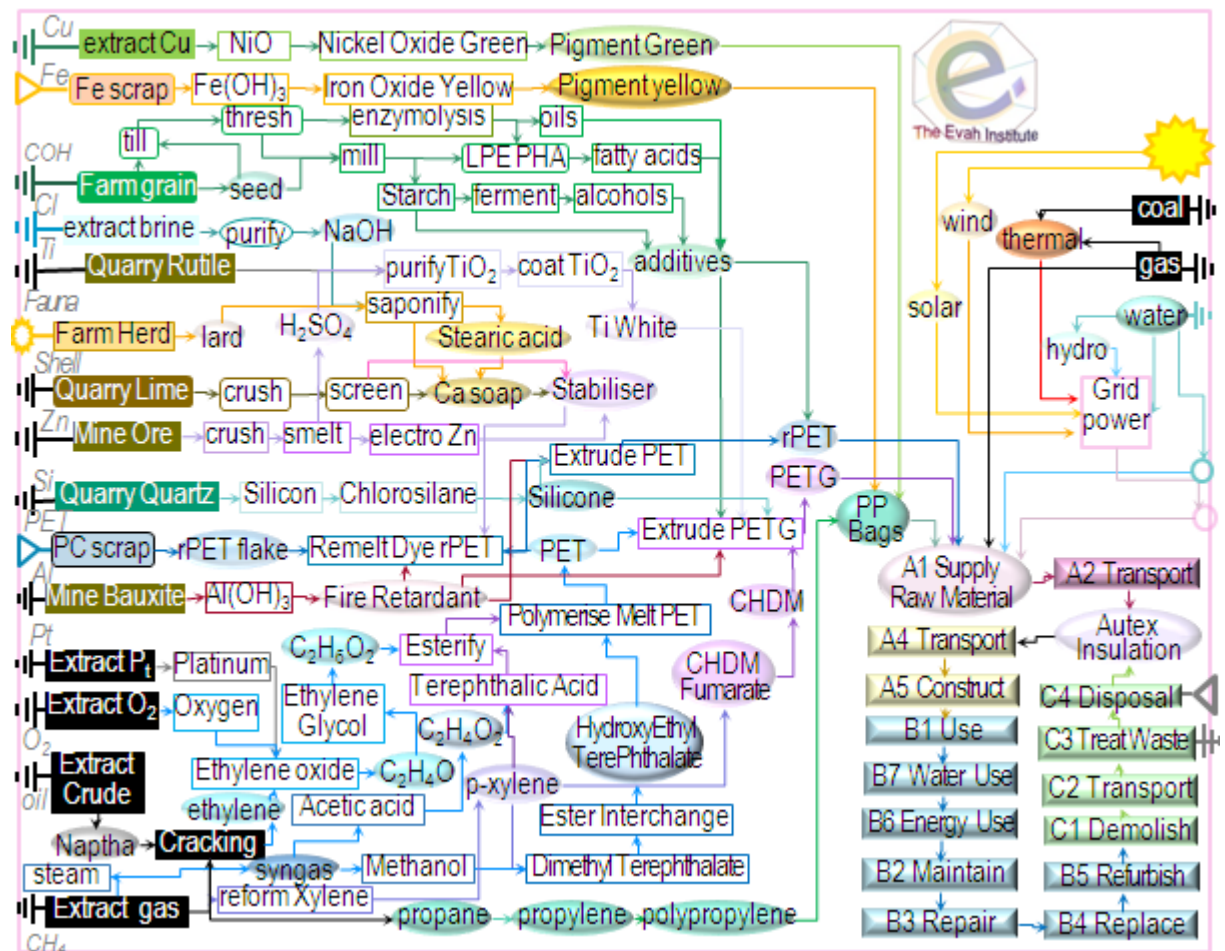 Cu
extract Cu
NiO
Nickel Oxide Green
Pigment Green
Fe
Fe scrap
Fe(OH)3
Iron Oxide Yellow
Pigment yellow
The Evah Institute
thresh
enzymolysis
oils
till
mill
LPE PHA
fatty acids
COH
Farm grain
seed
Starch
ferment
alcohols
Cl
extract brine
purify
NaOH
additives
Ti
Quarry Rutile
purifyTiO2
coat TiO2
Fauna
Farm Herd
lard
H2SO4
saponify
Stearic acid
Ti White
Shell
Quarry Lime
crush
screen
Ca soap
Stabiliser
Zn
Mine Ore
crush
smelt
electro Zn
Extrude PET
rPET
PETG
Si
Quarry Quartz
Silicon
Chlorosilane
Silicone
PP
Bags
PET
PC scrap
rPET flake
Remelt Dye rPET
PET
Extrude PETG
Al
Mine Bauxite
Al(OH)3
Fire Retardant
CHDM
Polymerise Melt PET
Pt
Extract Pt
Platinum
C2H6O2
Esterify
CHDM
Fumarate
Extract O2
Oxygen
Ethylene
Glycol
Terephthalic Acid
C2H4O2
HydroxyEthyl
TerePhthalate
O2
oil
Extract
Crude
Ethylene oxide
C2H4O
p-xylene
ethylene
Acetic acid
Ester Interchange
Naptha
Cracking
steam
syngas
Methanol
Dimethyl Terephthalate
reform Xylene
Extract gas
propane
propylene
polypropylene
CH4
coal
wind
thermal
gas
solar
water
hydro
Grid
power
A1 Supply
Raw Material
A2 Transport
A4 Transport
Autex
Insulation
A5 Construct
C4 Disposal
B1 Use
C3 Treat Waste
B7 Water Use
C2 Transport
B6 Energy Use
C1 Demolish
B2 Maintain
B5 Refurbish
B3 Repair
B4 Replace